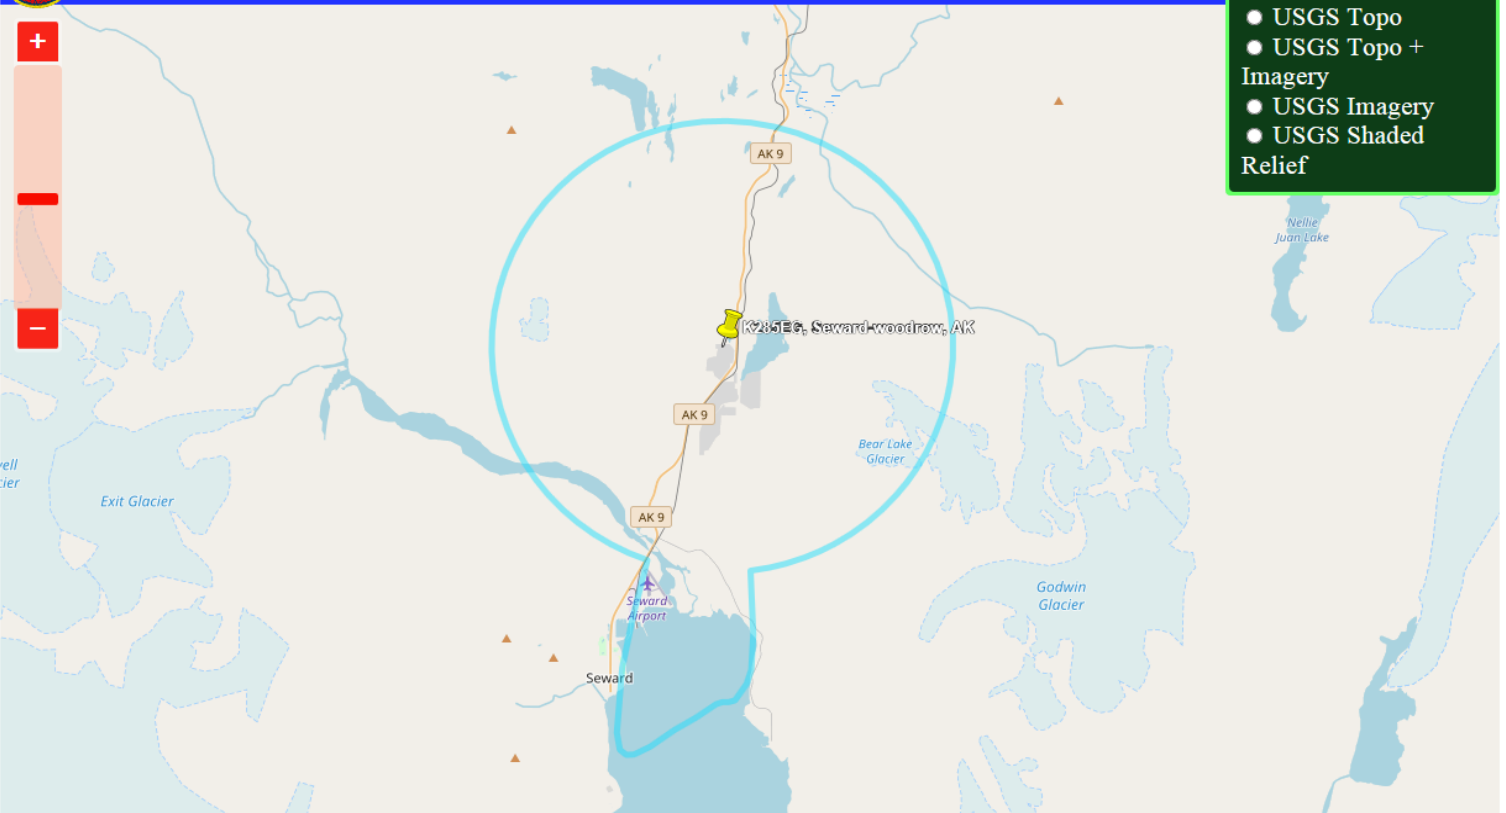 +
USGS Topo
USGS Topo +
Imagery
USGS Imagery
USGS Shaded
Relief
AK 9
Nellie
Juan Lake
−
K285EG, Seward-woodrow, AK
AK 9
Bear Lake
Glacier
Exit Glacier
AK 9
Seward
Airport
Godwin
Glacier
Seward